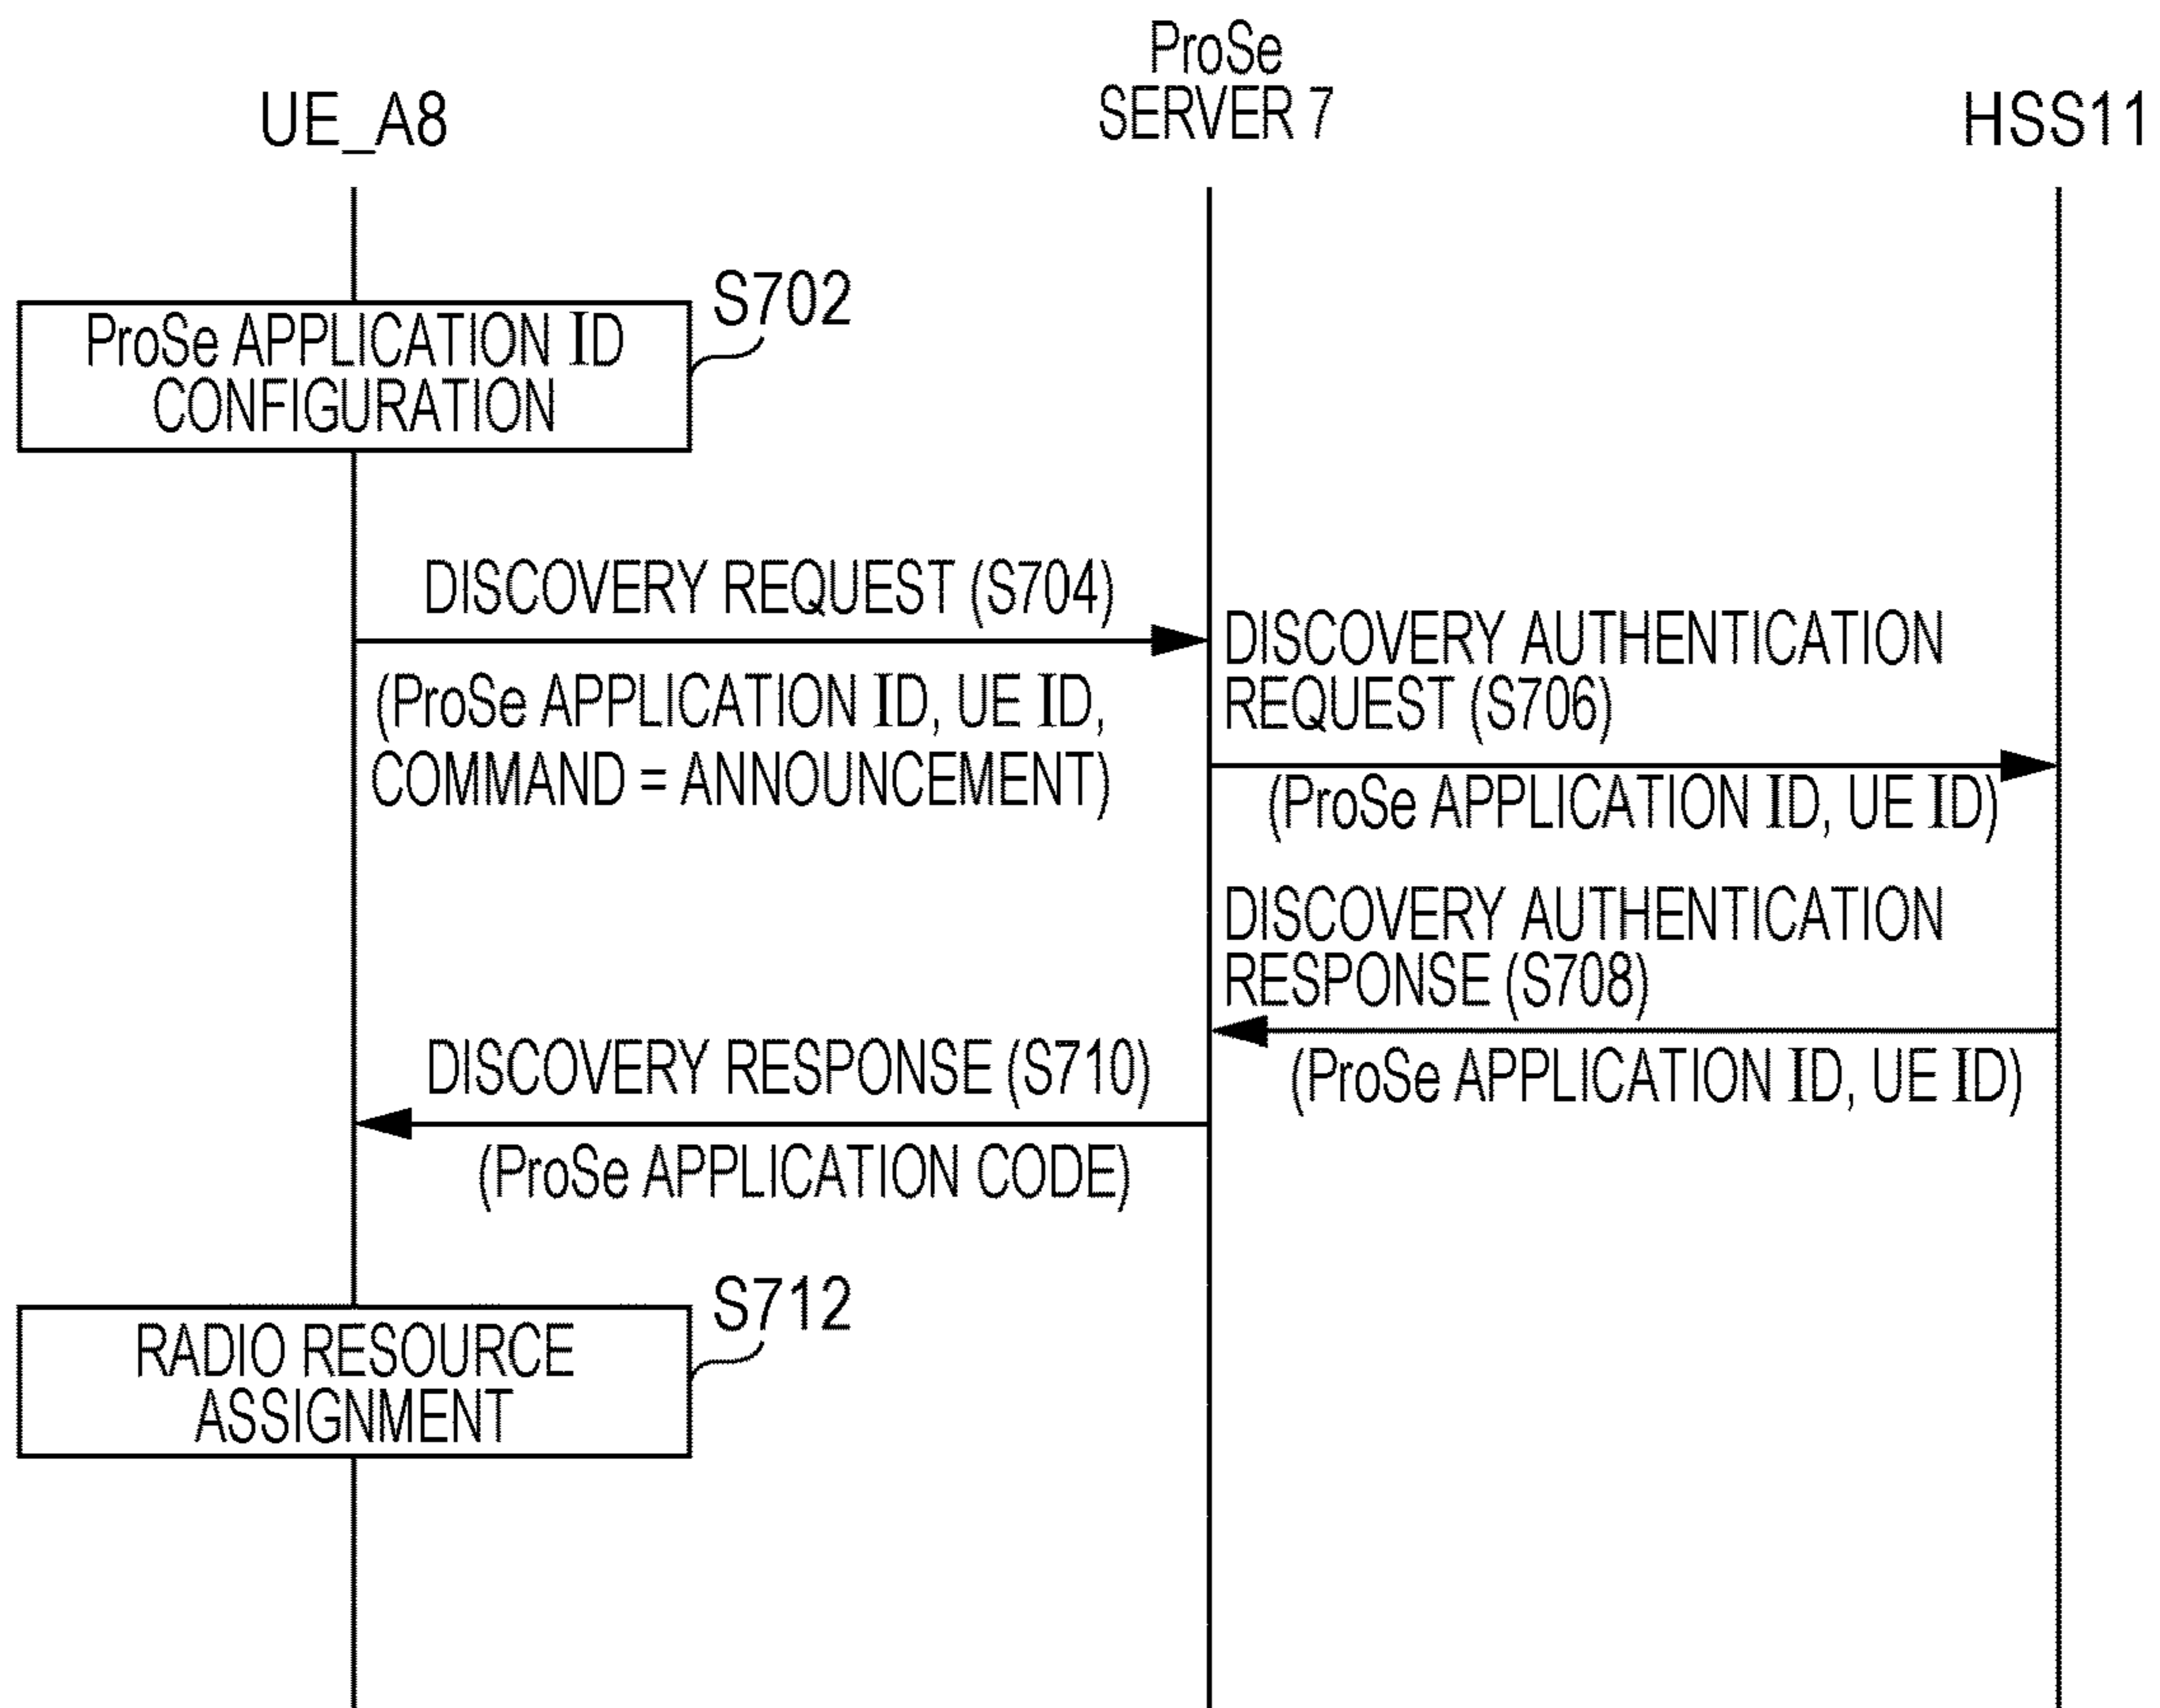 UE_A8
ProSe
SERVER 7
HSS11
ProSe APPLICATION ID
CONFIGURATION
S702
DISCOVERY REQUEST (S704)
(ProSe APPLICATION ID, UE ID,
COMMAND = ANNOUNCEMENT)
DISCOVERY AUTHENTICATION
REQUEST (S706)
(ProSe APPLICATION ID, UE ID)
DISCOVERY AUTHENTICATION
RESPONSE (S708)
(ProSe APPLICATION ID, UE ID)
DISCOVERY RESPONSE (S710)
(ProSe APPLICATION CODE)
RADIO RESOURCE
ASSIGNMENT
S712